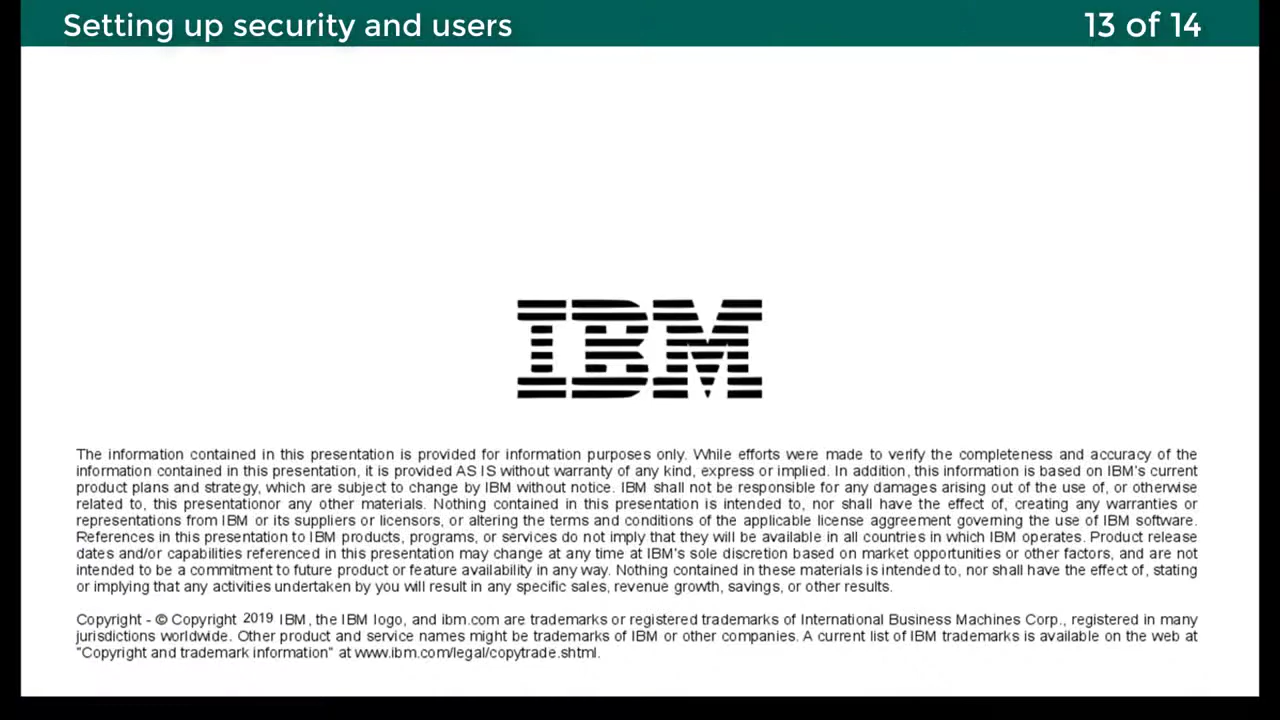 Setting up security and users 13 of 14
IBM
The information contained in this presentation is provided for information purposes only. While efforts were made to verify the completeness and accuracy of the
information contained in this presentation, it is provided AS IS without warranty of any kind, express or implied. In addition, this information is based on IBM's current
product plans and strategy, which are subject to change by IBM without notice. IBM shall not be responsible for any damages arising out of the use of, or otherwise
related to, this presentationor any other materials. Nothing contained in this presentation is intended to, nor shall have the effect of, creating any warranties or
representations from IBM or its suppliers or licensors, or altering the terms and conditions of the applicable license aggreement governing the use of IBM software.
References in this presentation to IBM products, programs, or services do not imply that they will be available in all countries in which IBM operates. Product release
dates and/or capabilities referenced in this presentation may change at any time at IBM's sole discretion based on market opportunities or other factors, and are not
intended to be a commitment to future product or feature availability in any way. Nothing contained in these materials is intended to, nor shall have the effect of, stating
or implying that any activities undertaken by you will result in any specific sales, revenue growth, savings, or other results.
Copyright - © Copyright 2019 IBM, the IBM logo, and ibm.com are trademarks or registered trademarks of International Business Machines Corp., registered in many
jurisdictions worldwide. Other product and service names might be trademarks of IBM or other companies. A current list of IBM trademarks is available on the web at
"Copyright and trademark information" at www.ibm.com/legal/copytrade.shtml.